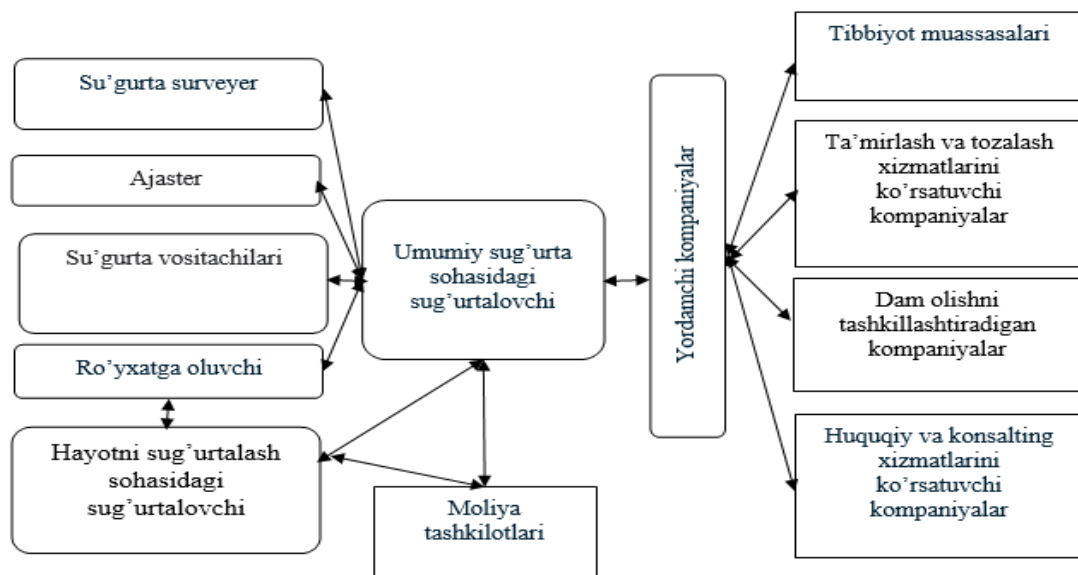 Su’gurta surveyer
Ajaster
Su’gurta vositachilari
Ro’yxatga oluvchi
Hayotni sug’urtalash
sohasidagi
sug’urtalovchi
Umumiy sug’urta
sohasidagi
sug’urtalovchi
Moliya
tashkilotlari
Yordamchi kompaniyalar
Tibbiyot muassasalari
Ta’mirlash va tozalash
xizmatlarini
ko’rsatuvchi
kompaniyalar
Dam olishni
tashkillashtiradigan
kompaniyalar
Huquqiy va konsalting
xizmatlarini
ko’rsatuvchi
kompaniyalar